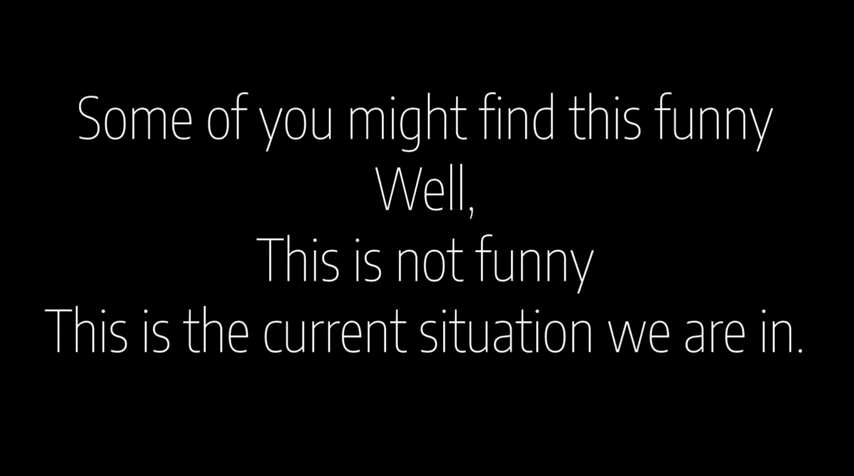 Some of you might find this funny
Well,
This is not funny
This is the current situation we are in.